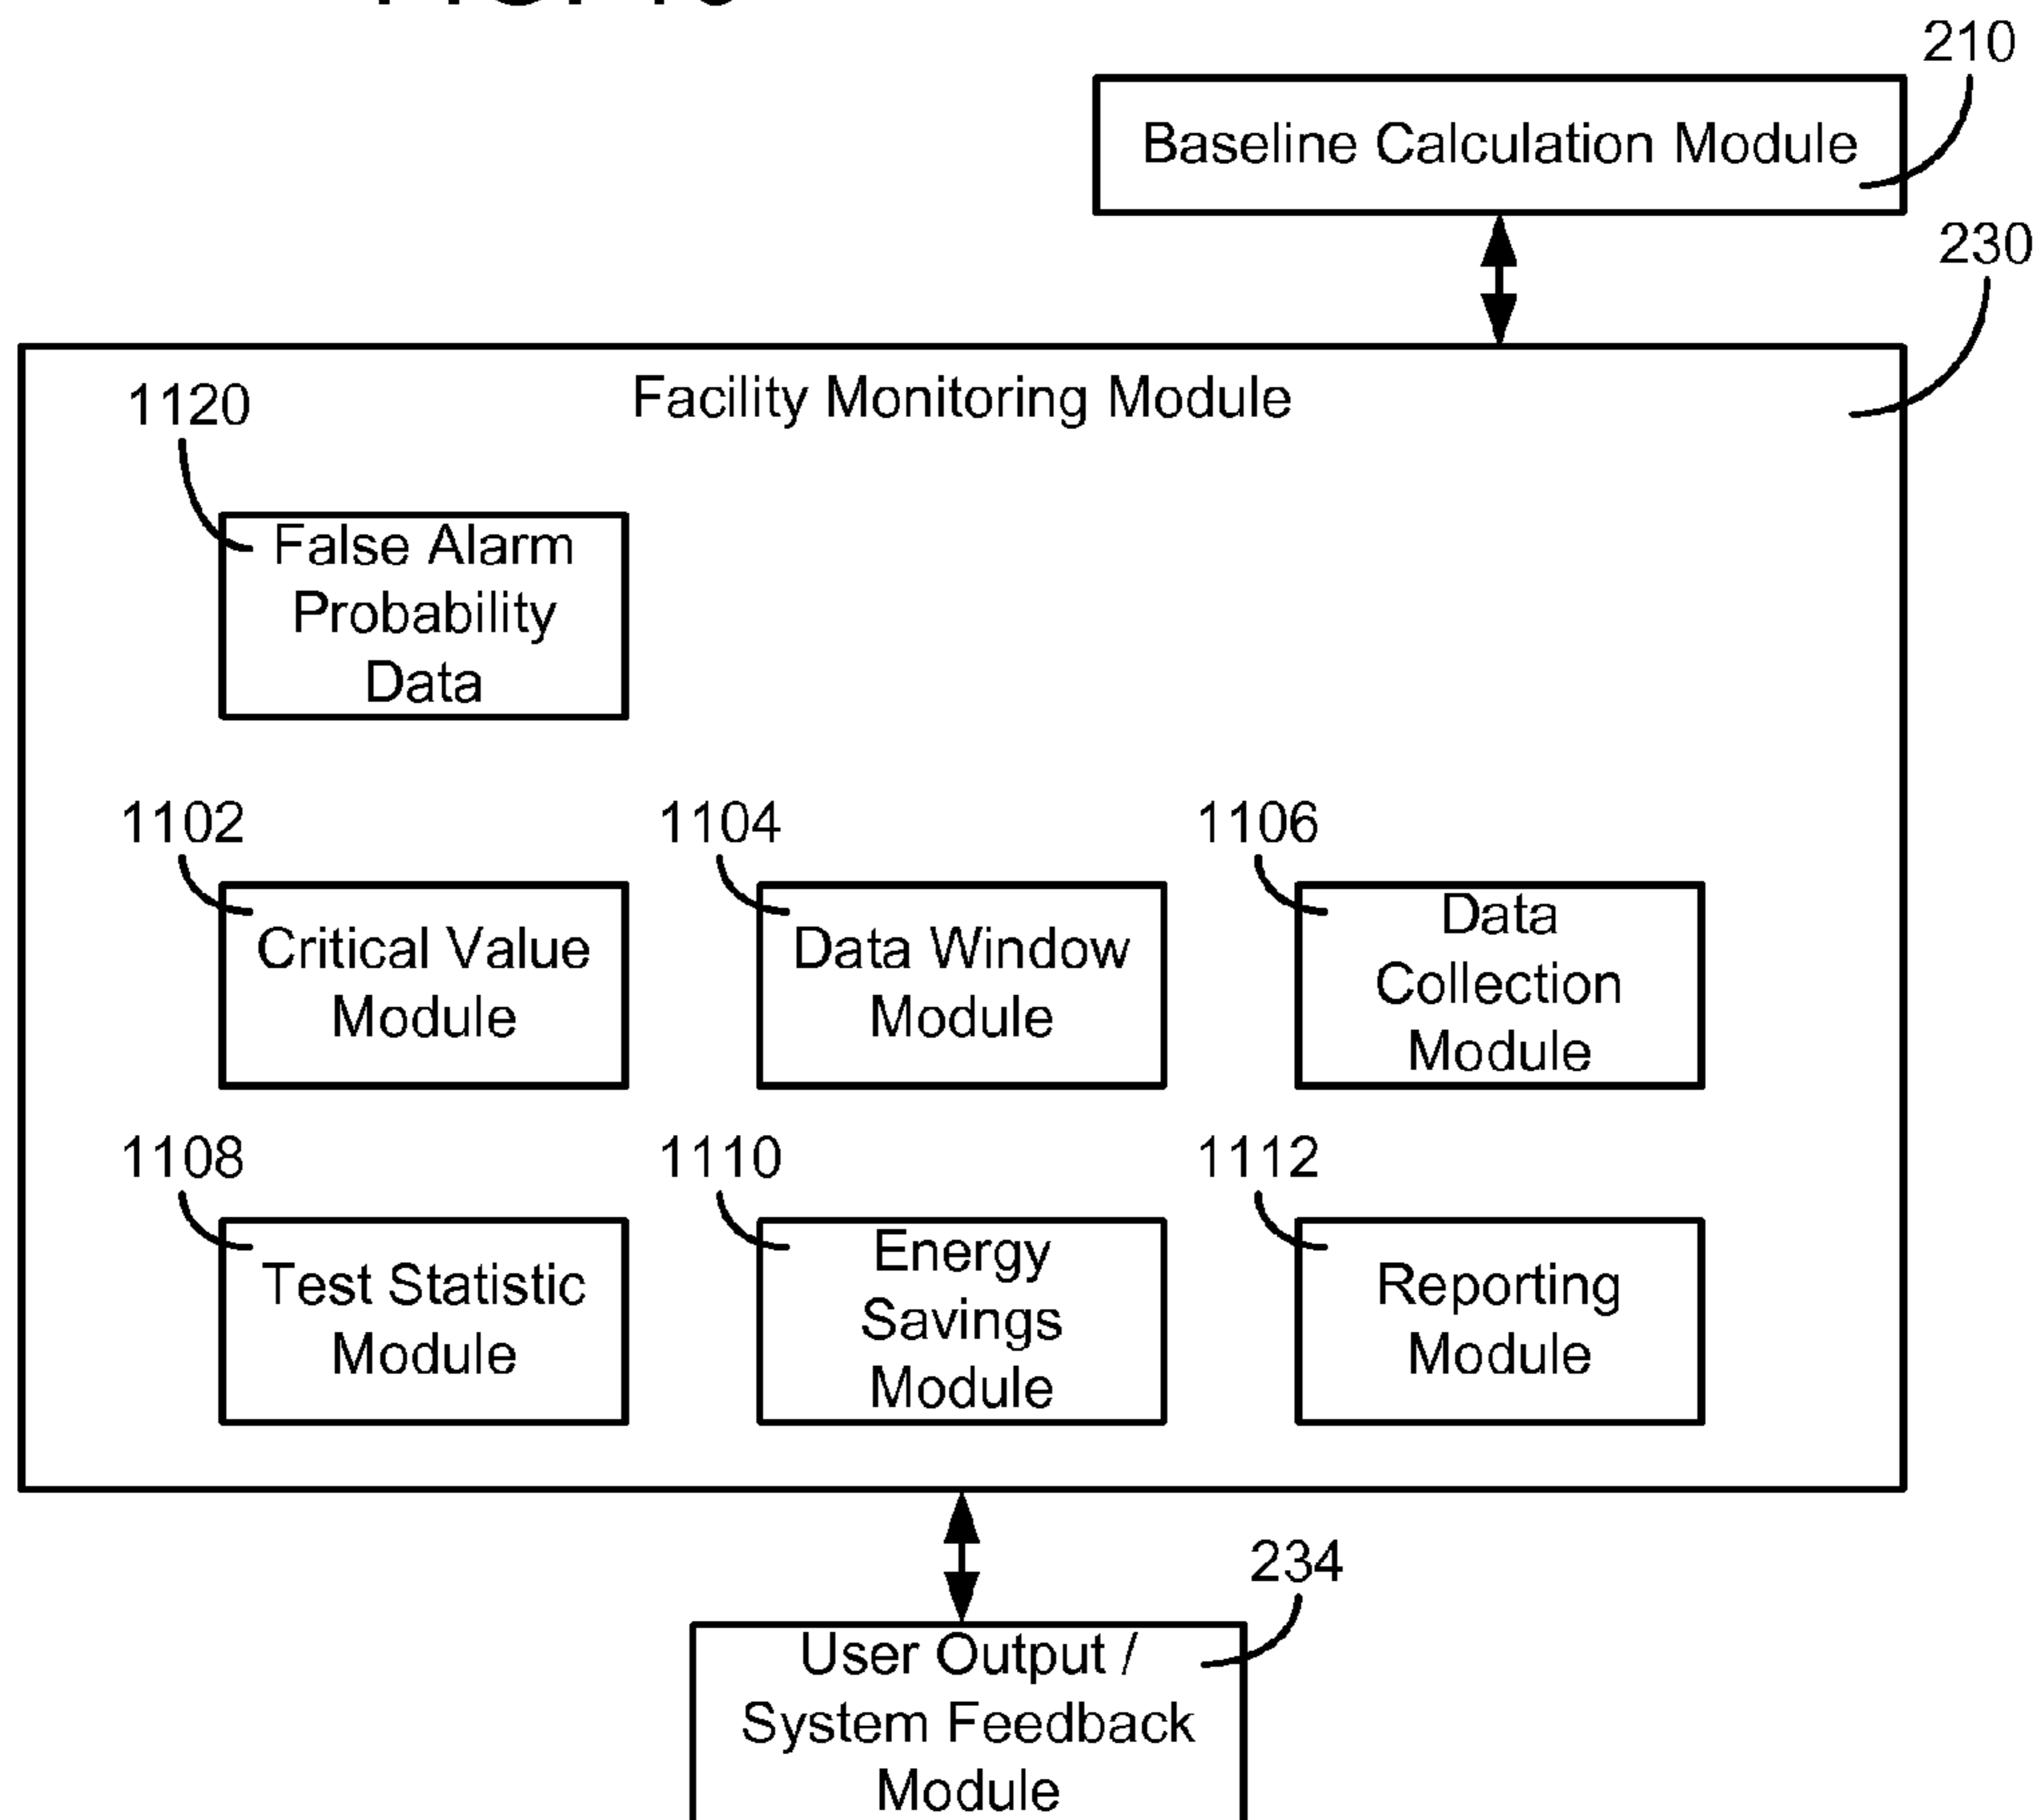 210
Baseline Calculation Module
230
Facility Monitoring Module
1120
False Alarm
Probability
Data
1102
1104
1106
Critical Value
Module
Data Window
Module
Data
Collection
Module
1108
1110
1112
Test Statistic
Module
Energy
Savings
Module
Reporting
Module
234
User Output /
System Feedback
Module